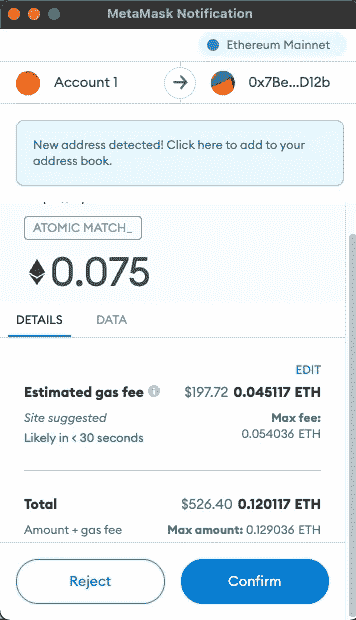 MetaMask Notification
Ethereum Mainnet
Account 1
0x7Be...D12b
New address detected! Click here to add to your
address book.
ATOMIC MATCH_
0.075
DETAILS
DATA
EDIT
Estimated gas fee
$197.72 0.045117 ETH
Site suggested
Max fee:
Likely in < 30 seconds
0.054036 ETH
Total
$526.40 0.120117 ETH
Amount + gas fee
Max amount: 0.129036 ETH
Reject
Confirm